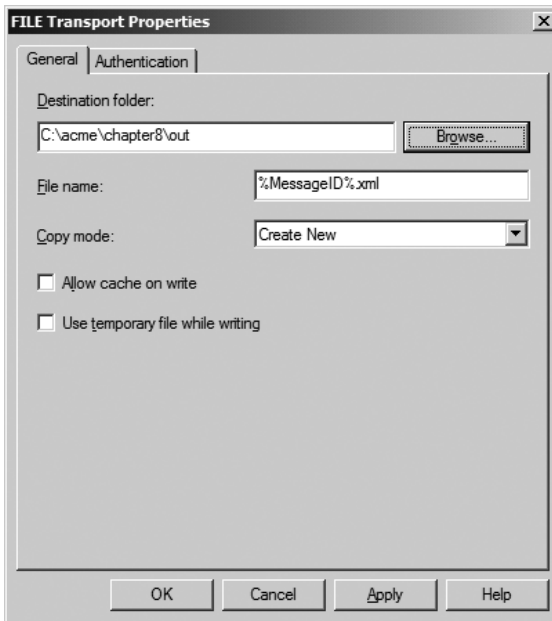 FILE Transport Properties
General Authentication
Destination folder:
C:\acme\chapter8\out Browse...
File name: %MessageID%.xml
Copy mode: Create New
Allow cache on write
Use temporary file while writing
OK Cancel Apply Help